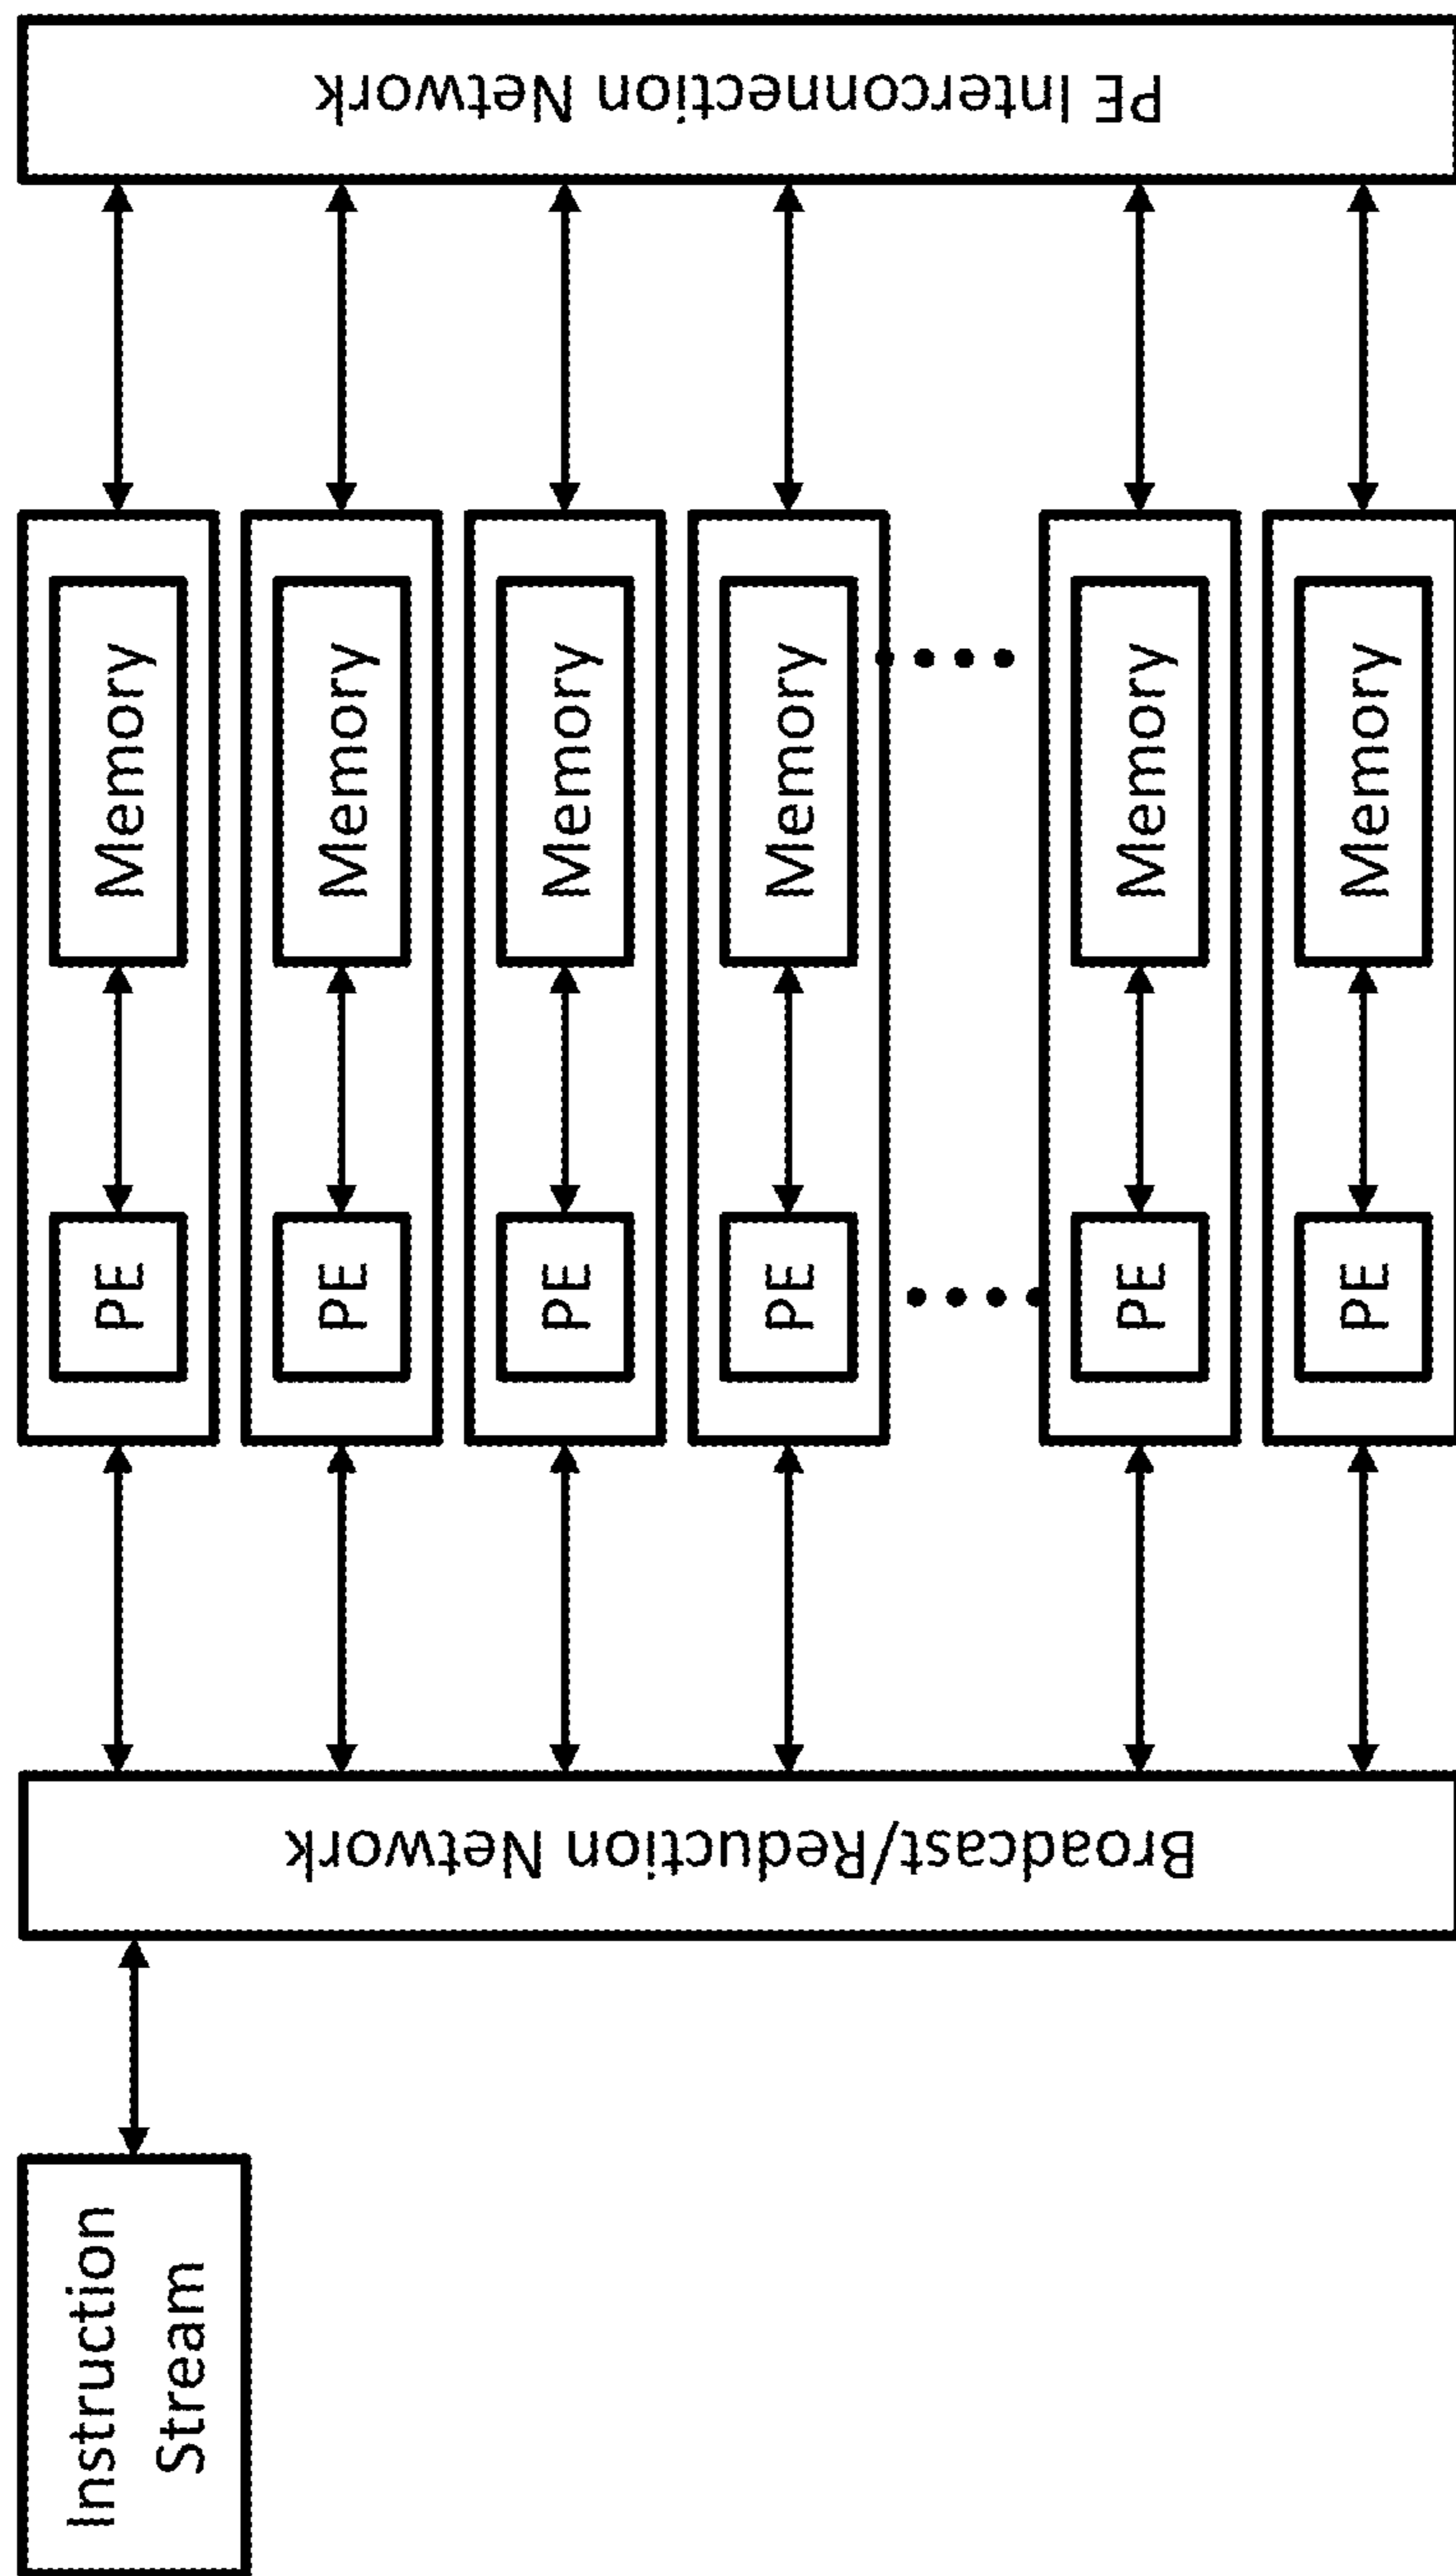 Instruction
Stream
Broadcast/Reduction Network
PE
Memory
PE
Memory
PE
Memory
PE
Memory
PE
Memory
PE
Memory
PE Interconnection Network